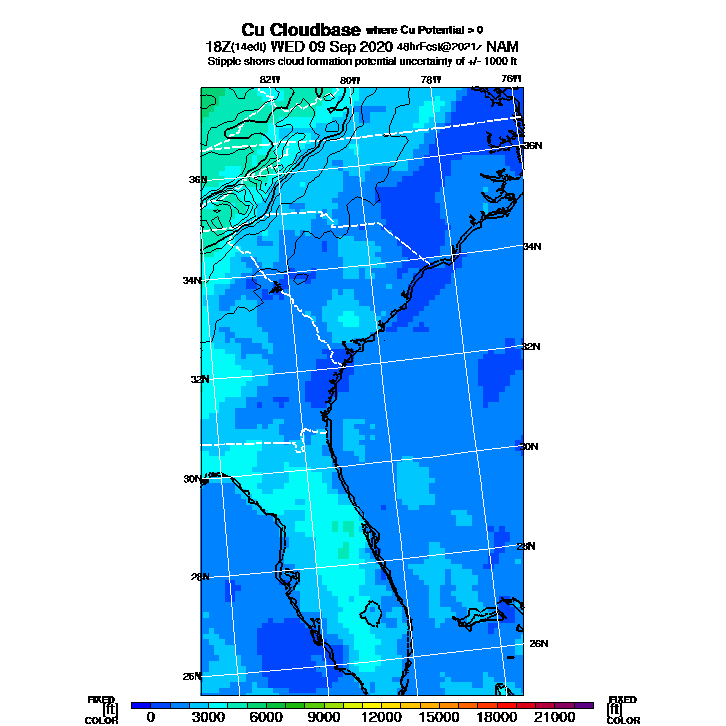 Cu Cloudbase where Cu Potential > 0
18Z(14edt) WED 09 Sep 2020 48hrFcst@2021z NAM
Stipple shows cloud formation potential uncertainty of +/- 1000 ft
82W 80W 78W 76W
36N 36N
34N 34N
32N 32N
30N 30N
28N 28N
26N 26N
FIXED FIXED
[ft] [ft]
COLOR COLOR
0 3000 6000 9000 12000 15000 18000 21000